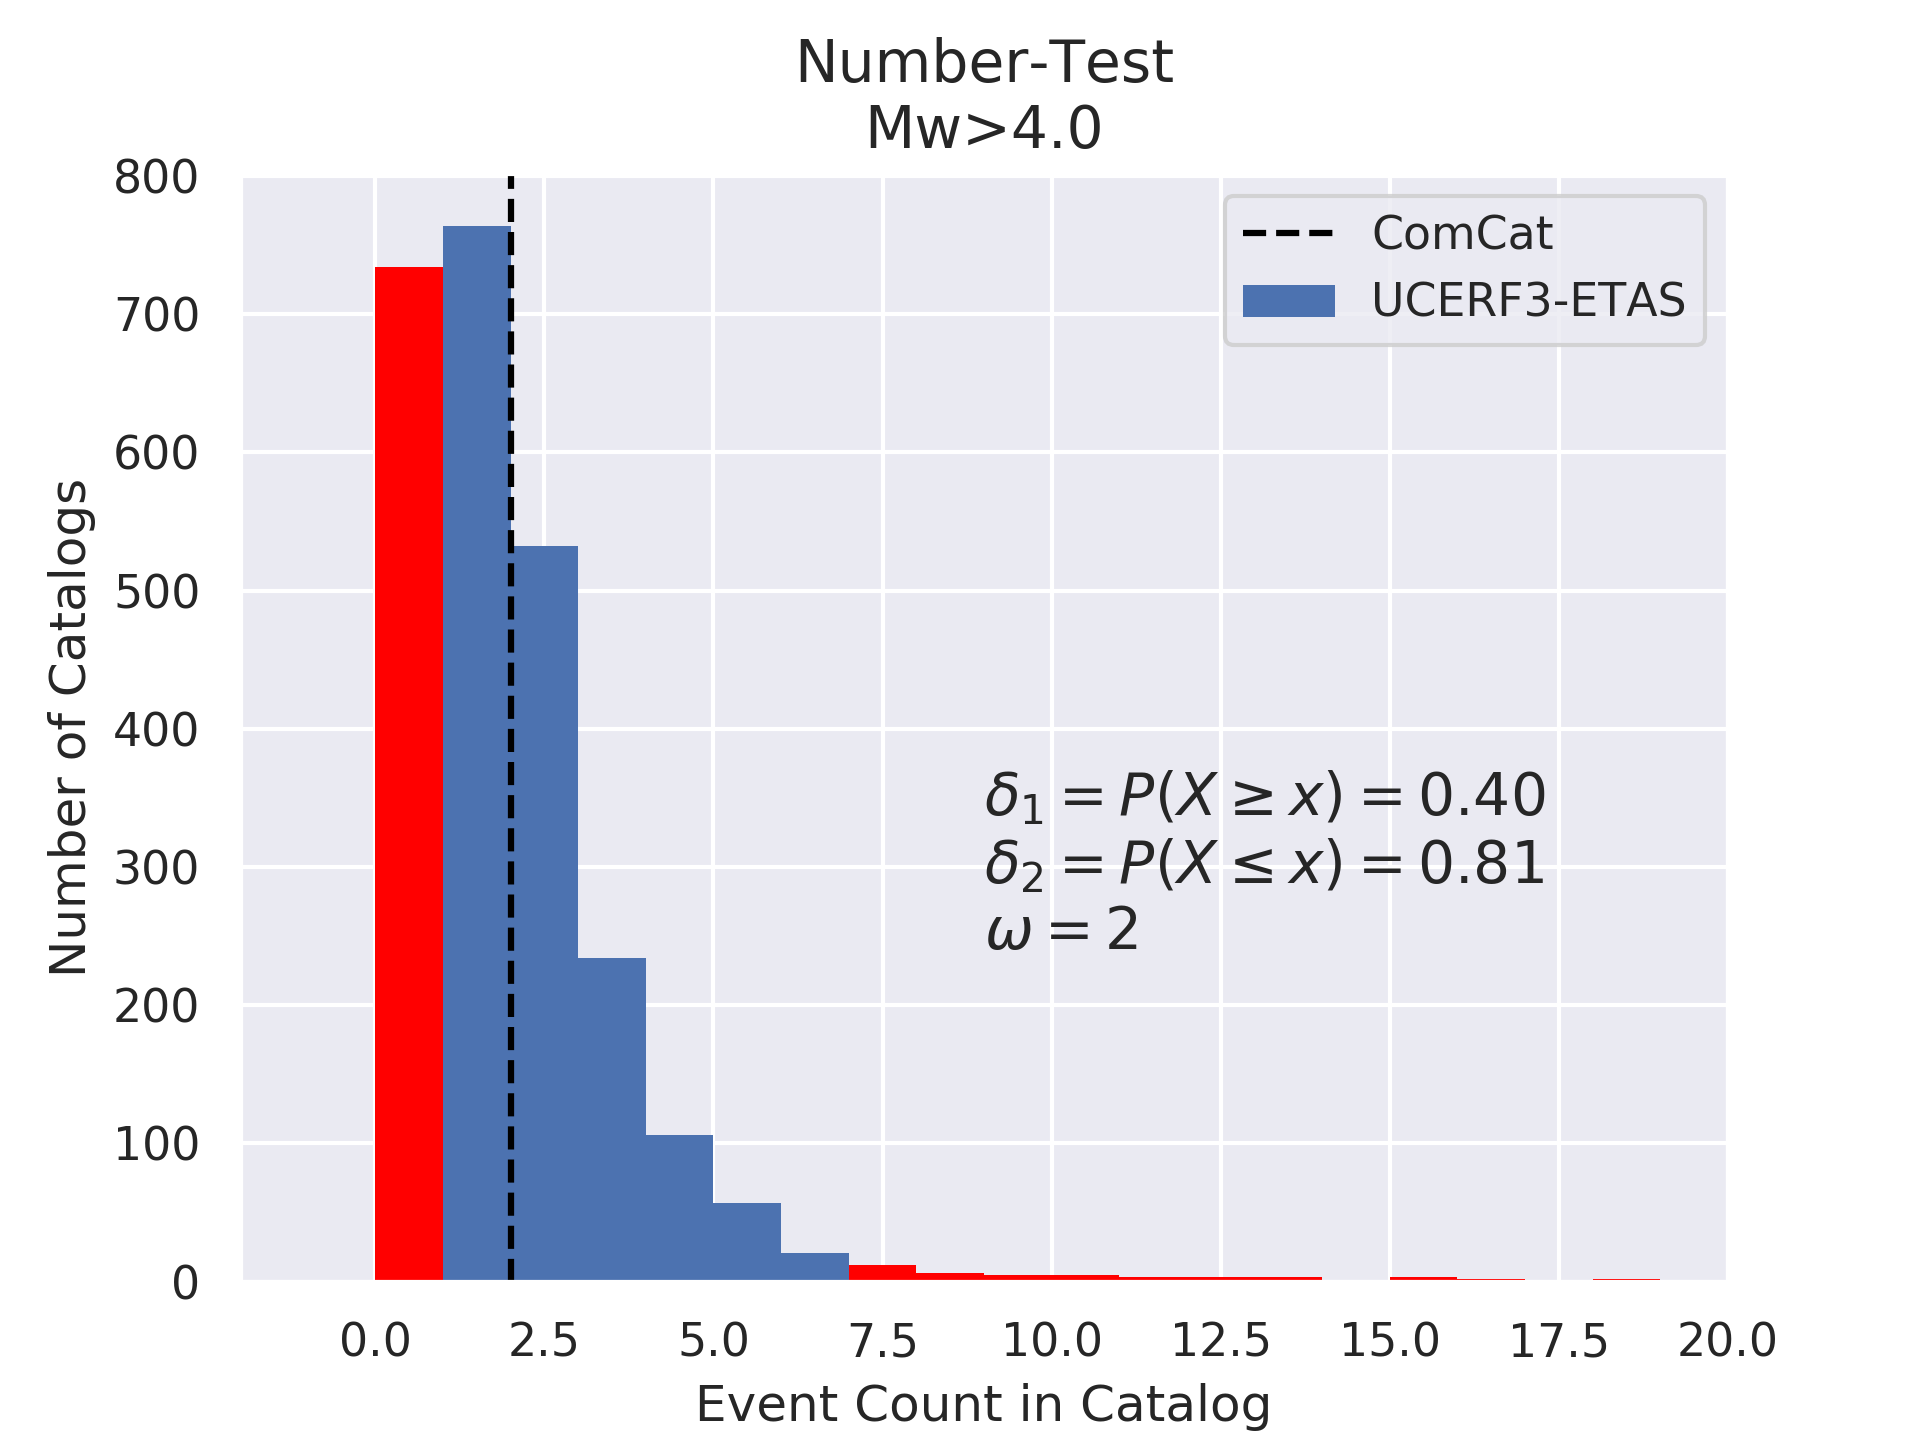 Number-Test
Mw>4.0
800
700
600
500
400
300
200
100
0
Number of Catalogs
ComCat
UCERF3-ETAS
δ₁ = P(X ≥ x) = 0.40
δ₂ = P(X ≤ x) = 0.81
ω = 2
0.0 2.5 5.0 7.5 10.0 12.5 15.0 17.5 20.0
Event Count in Catalog